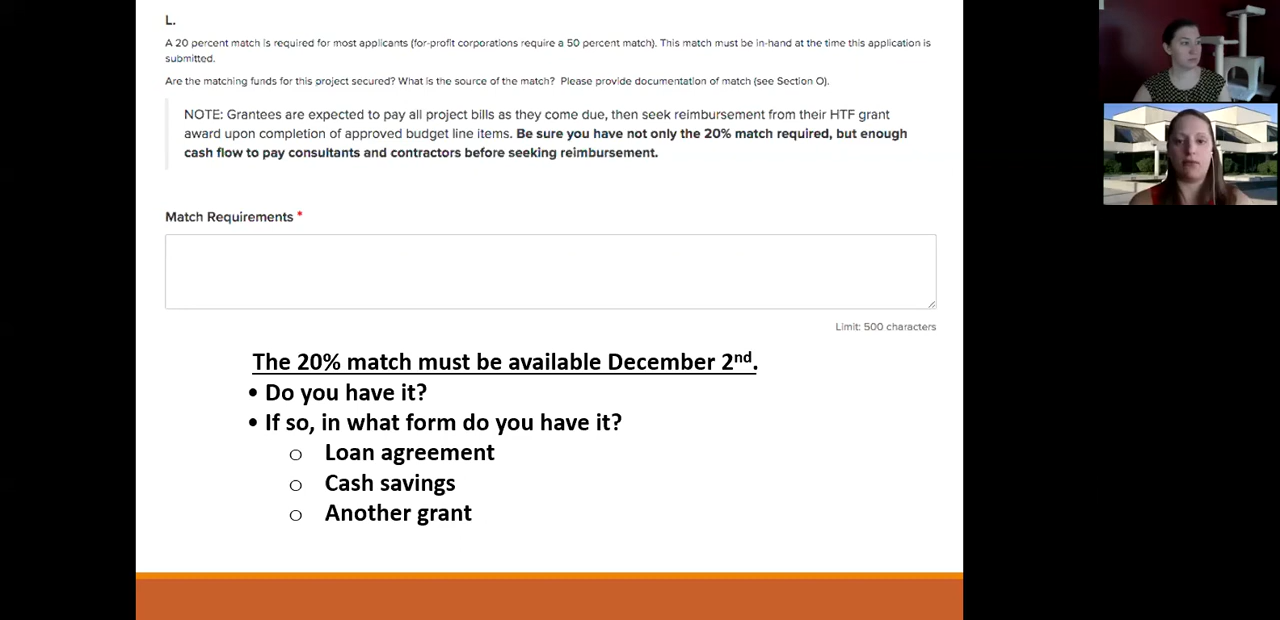 L.
A 20 percent match is required for most applicants (for-profit corporations require a 50 percent match). This match must be in-hand at the time this application is
submitted.
Are the matching funds for this project secured? What is the source of the match? Please provide documentation of match (see Section O).
NOTE: Grantees are expected to pay all project bills as they come due, then seek reimbursement from their HTF grant
award upon completion of approved budget line items. Be sure you have not only the 20% match required, but enough
cash flow to pay consultants and contractors before seeking reimbursement.
Match Requirements *
Limit: 500 characters
The 20% match must be available December 2nd.
• Do you have it?
• If so, in what form do you have it?
o Loan agreement
o Cash savings
o Another grant